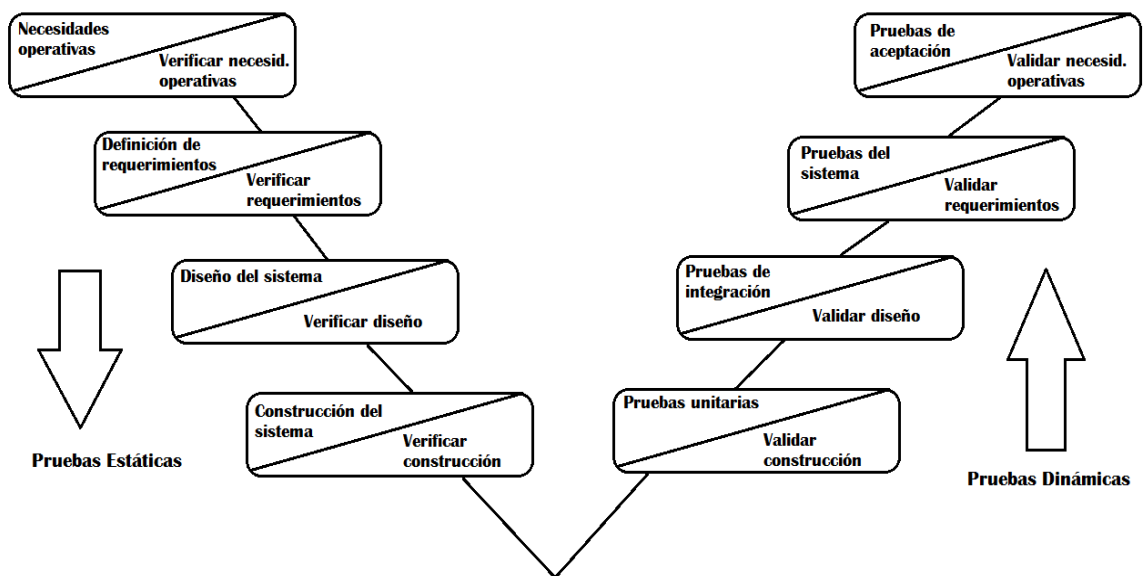 Necesidades
operativas
Verificar necesid.
operativas
Definición de
requerimientos
Verificar
requerimientos
Diseño del sistema
Verificar diseño
Construcción del
sistema
Verificar
construcción
Pruebas Estáticas
Pruebas de
aceptación
Validar necesid.
operativas
Pruebas del
sistema
Validar
requerimientos
Pruebas de
integración
Validar diseño
Pruebas unitarias
Validar
construcción
Pruebas Dinámicas